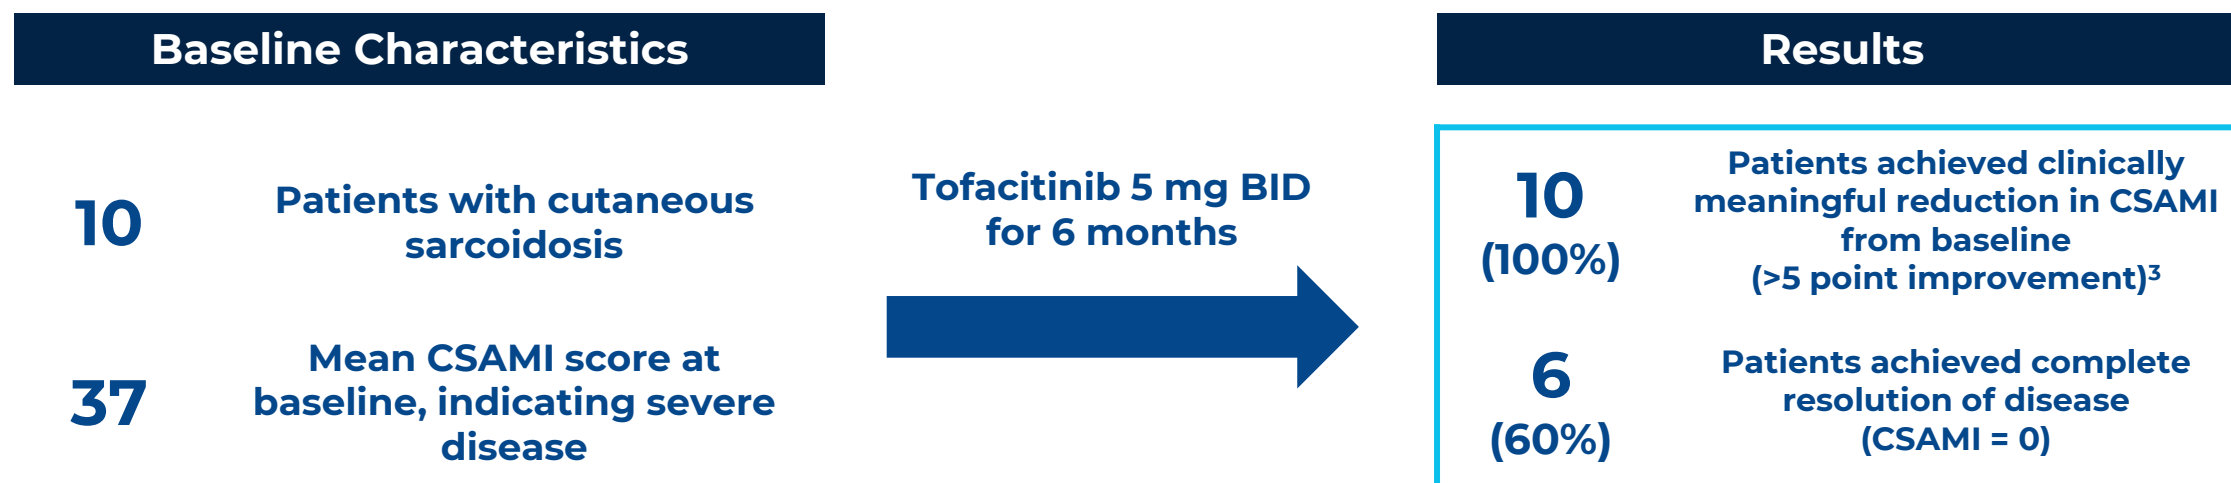 Baseline Characteristics
10
Patients with cutaneous
sarcoidosis
37
Mean CSAMI score at
baseline, indicating severe
disease
Tofacitinib 5 mg BID
for 6 months
Results
10
(100%)
Patients achieved clinically
meaningful reduction in CSAMI
from baseline
(>5 point improvement)³
6
(60%)
Patients achieved complete
resolution of disease
(CSAMI = 0)